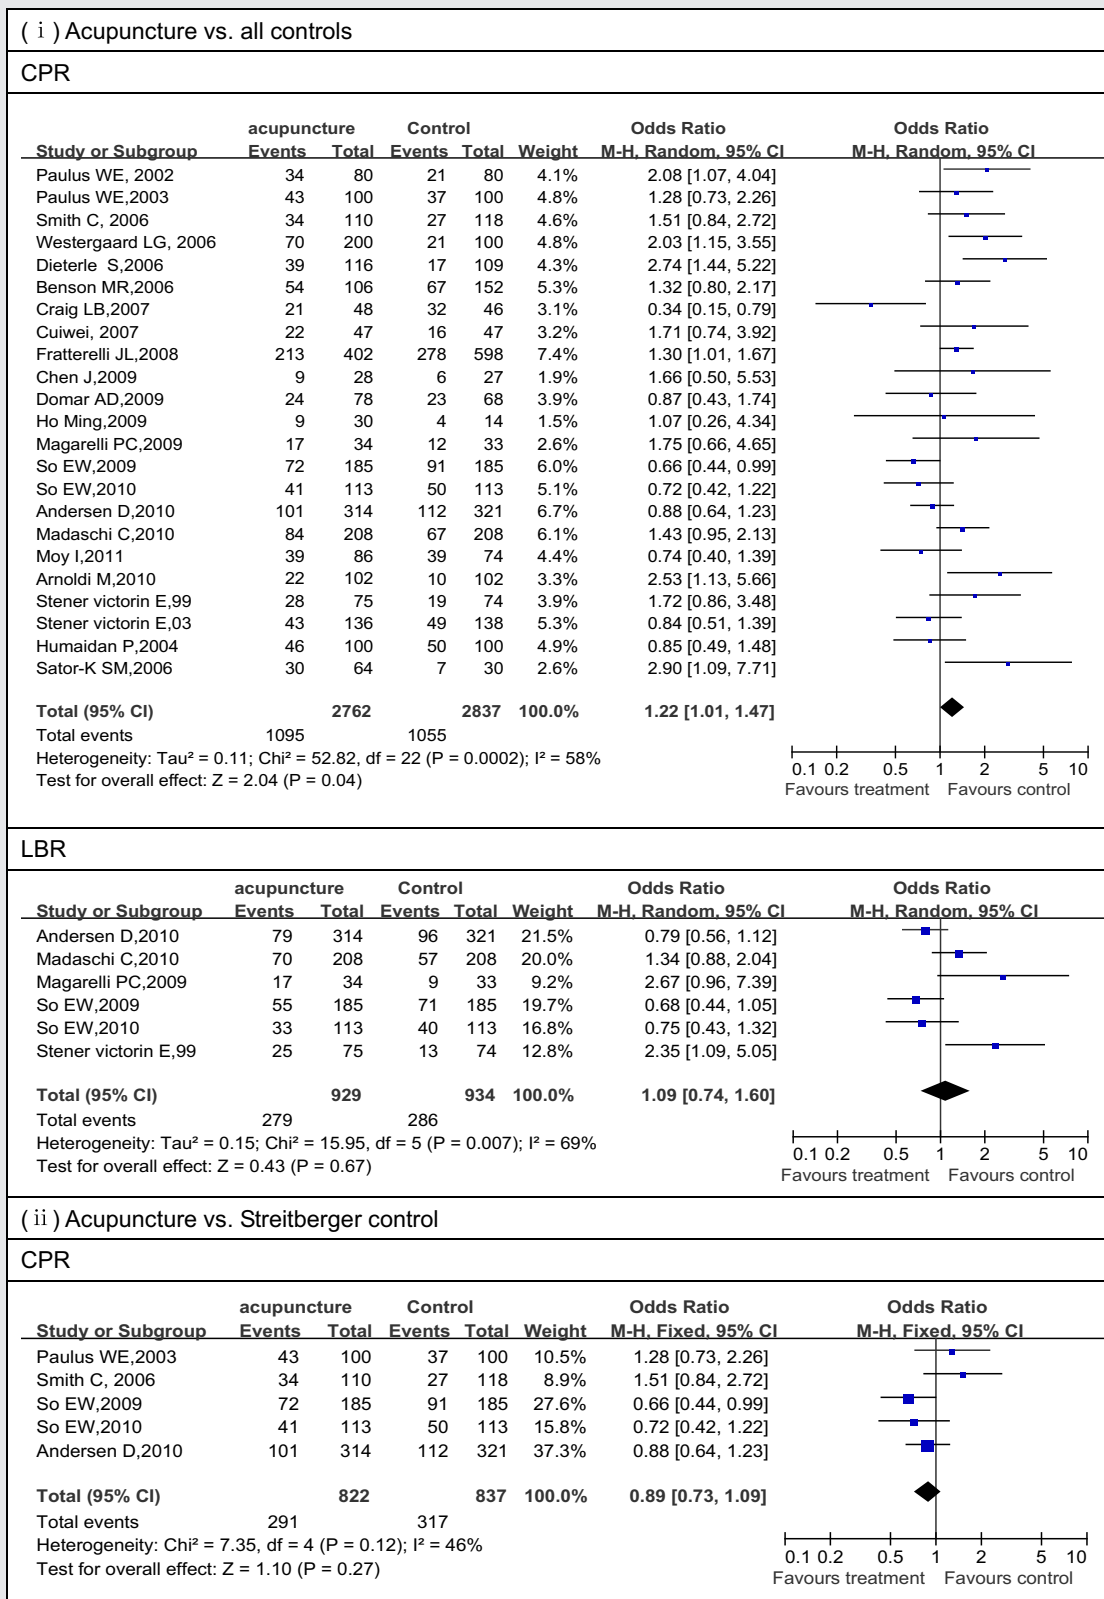 (ⅰ) Acupuncture vs. all controls
CPR
acupuncture Control Odds Ratio Odds Ratio
Study or Subgroup Events Total Events Total Weight M-H, Random, 95% CI M-H, Random, 95% CI
Paulus WE, 2002 34 80 21 80 4.1% 2.08 [1.07, 4.04]
Paulus WE,2003 43 100 37 100 4.8% 1.28 [0.73, 2.26]
Smith C, 2006 34 110 27 118 4.6% 1.51 [0.84, 2.72]
Westergaard LG, 2006 70 200 21 100 4.8% 2.03 [1.15, 3.55]
Dieterle S,2006 39 116 17 109 4.3% 2.74 [1.44, 5.22]
Benson MR,2006 54 106 67 152 5.3% 1.32 [0.80, 2.17]
Craig LB,2007 21 48 32 46 3.1% 0.34 [0.15, 0.79]
Cuiwei, 2007 22 47 16 47 3.2% 1.71 [0.74, 3.92]
Fratterelli JL,2008 213 402 278 598 7.4% 1.30 [1.01, 1.67]
Chen J,2009 9 28 6 27 1.9% 1.66 [0.50, 5.53]
Domar AD,2009 24 78 23 68 3.9% 0.87 [0.43, 1.74]
Ho Ming,2009 9 30 4 14 1.5% 1.07 [0.26, 4.34]
Magarelli PC,2009 17 34 12 33 2.6% 1.75 [0.66, 4.65]
So EW,2009 72 185 91 185 6.0% 0.66 [0.44, 0.99]
So EW,2010 41 113 50 113 5.1% 0.72 [0.42, 1.22]
Andersen D,2010 101 314 112 321 6.7% 0.88 [0.64, 1.23]
Madaschi C,2010 84 208 67 208 6.1% 1.43 [0.95, 2.13]
Moy I,2011 39 86 39 74 4.4% 0.74 [0.40, 1.39]
Arnoldi M,2010 22 102 10 102 3.3% 2.53 [1.13, 5.66]
Stener victorin E,99 28 75 19 74 3.9% 1.72 [0.86, 3.48]
Stener victorin E,03 43 136 49 138 5.3% 0.84 [0.51, 1.39]
Humaidan P,2004 46 100 50 100 4.9% 0.85 [0.49, 1.48]
Sator-K SM,2006 30 64 7 30 2.6% 2.90 [1.09, 7.71]
Total (95% CI) 2762 2837 100.0% 1.22 [1.01, 1.47]
Total events 1095 1055
Heterogeneity: Tau² = 0.11; Chi² = 52.82, df = 22 (P = 0.0002); I² = 58%
Test for overall effect: Z = 2.04 (P = 0.04)
0.1 0.2 0.5 1 2 5 10
Favours treatment Favours control
LBR
acupuncture Control Odds Ratio Odds Ratio
Study or Subgroup Events Total Events Total Weight M-H, Random, 95% CI M-H, Random, 95% CI
Andersen D,2010 79 314 96 321 21.5% 0.79 [0.56, 1.12]
Madaschi C,2010 70 208 57 208 20.0% 1.34 [0.88, 2.04]
Magarelli PC,2009 17 34 9 33 9.2% 2.67 [0.96, 7.39]
So EW,2009 55 185 71 185 19.7% 0.68 [0.44, 1.05]
So EW,2010 33 113 40 113 16.8% 0.75 [0.43, 1.32]
Stener victorin E,99 25 75 13 74 12.8% 2.35 [1.09, 5.05]
Total (95% CI) 929 934 100.0% 1.09 [0.74, 1.60]
Total events 279 286
Heterogeneity: Tau² = 0.15; Chi² = 15.95, df = 5 (P = 0.007); I² = 69%
Test for overall effect: Z = 0.43 (P = 0.67)
0.1 0.2 0.5 1 2 5 10
Favours treatment Favours control
(ⅱ) Acupuncture vs. Streitberger control
CPR
acupuncture Control Odds Ratio Odds Ratio
Study or Subgroup Events Total Events Total Weight M-H, Fixed, 95% CI M-H, Fixed, 95% CI
Paulus WE,2003 43 100 37 100 10.5% 1.28 [0.73, 2.26]
Smith C, 2006 34 110 27 118 8.9% 1.51 [0.84, 2.72]
So EW,2009 72 185 91 185 27.6% 0.66 [0.44, 0.99]
So EW,2010 41 113 50 113 15.8% 0.72 [0.42, 1.22]
Andersen D,2010 101 314 112 321 37.3% 0.88 [0.64, 1.23]
Total (95% CI) 822 837 100.0% 0.89 [0.73, 1.09]
Total events 291 317
Heterogeneity: Chi² = 7.35, df = 4 (P = 0.12); I² = 46%
Test for overall effect: Z = 1.10 (P = 0.27)
0.1 0.2 0.5 1 2 5 10
Favours treatment Favours control